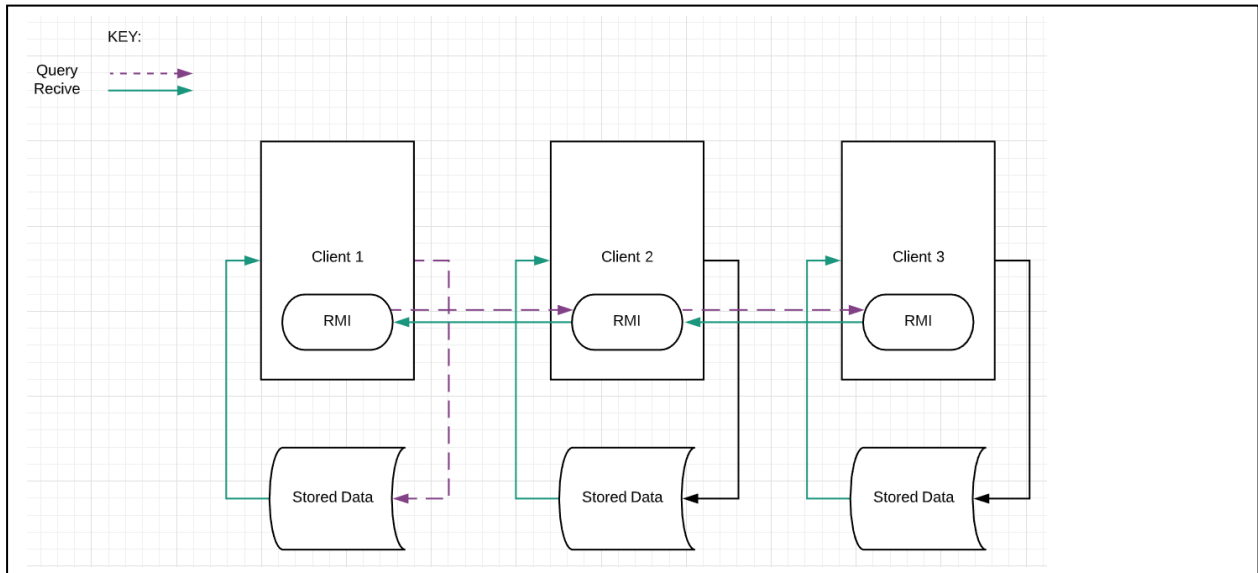 KEY:
Query
Recive
Client 1
Client 2
Client 3
RMI
RMI
RMI
Stored Data
Stored Data
Stored Data